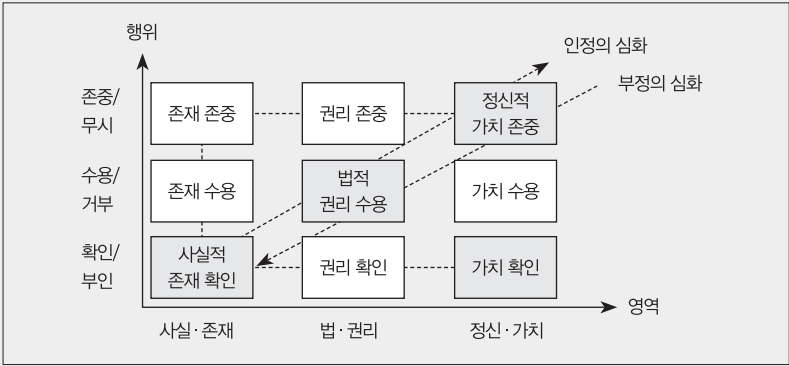 행위
인정의 심화
부정의 심화
존중/
무시
존재 존중
권리 존중
정신적
가치 존중
수용/
거부
존재 수용
법적
권리 수용
가치 수용
확인/
부인
사실적
존재 확인
권리 확인
가치 확인
영역
사실·존재
법·권리
정신·가치